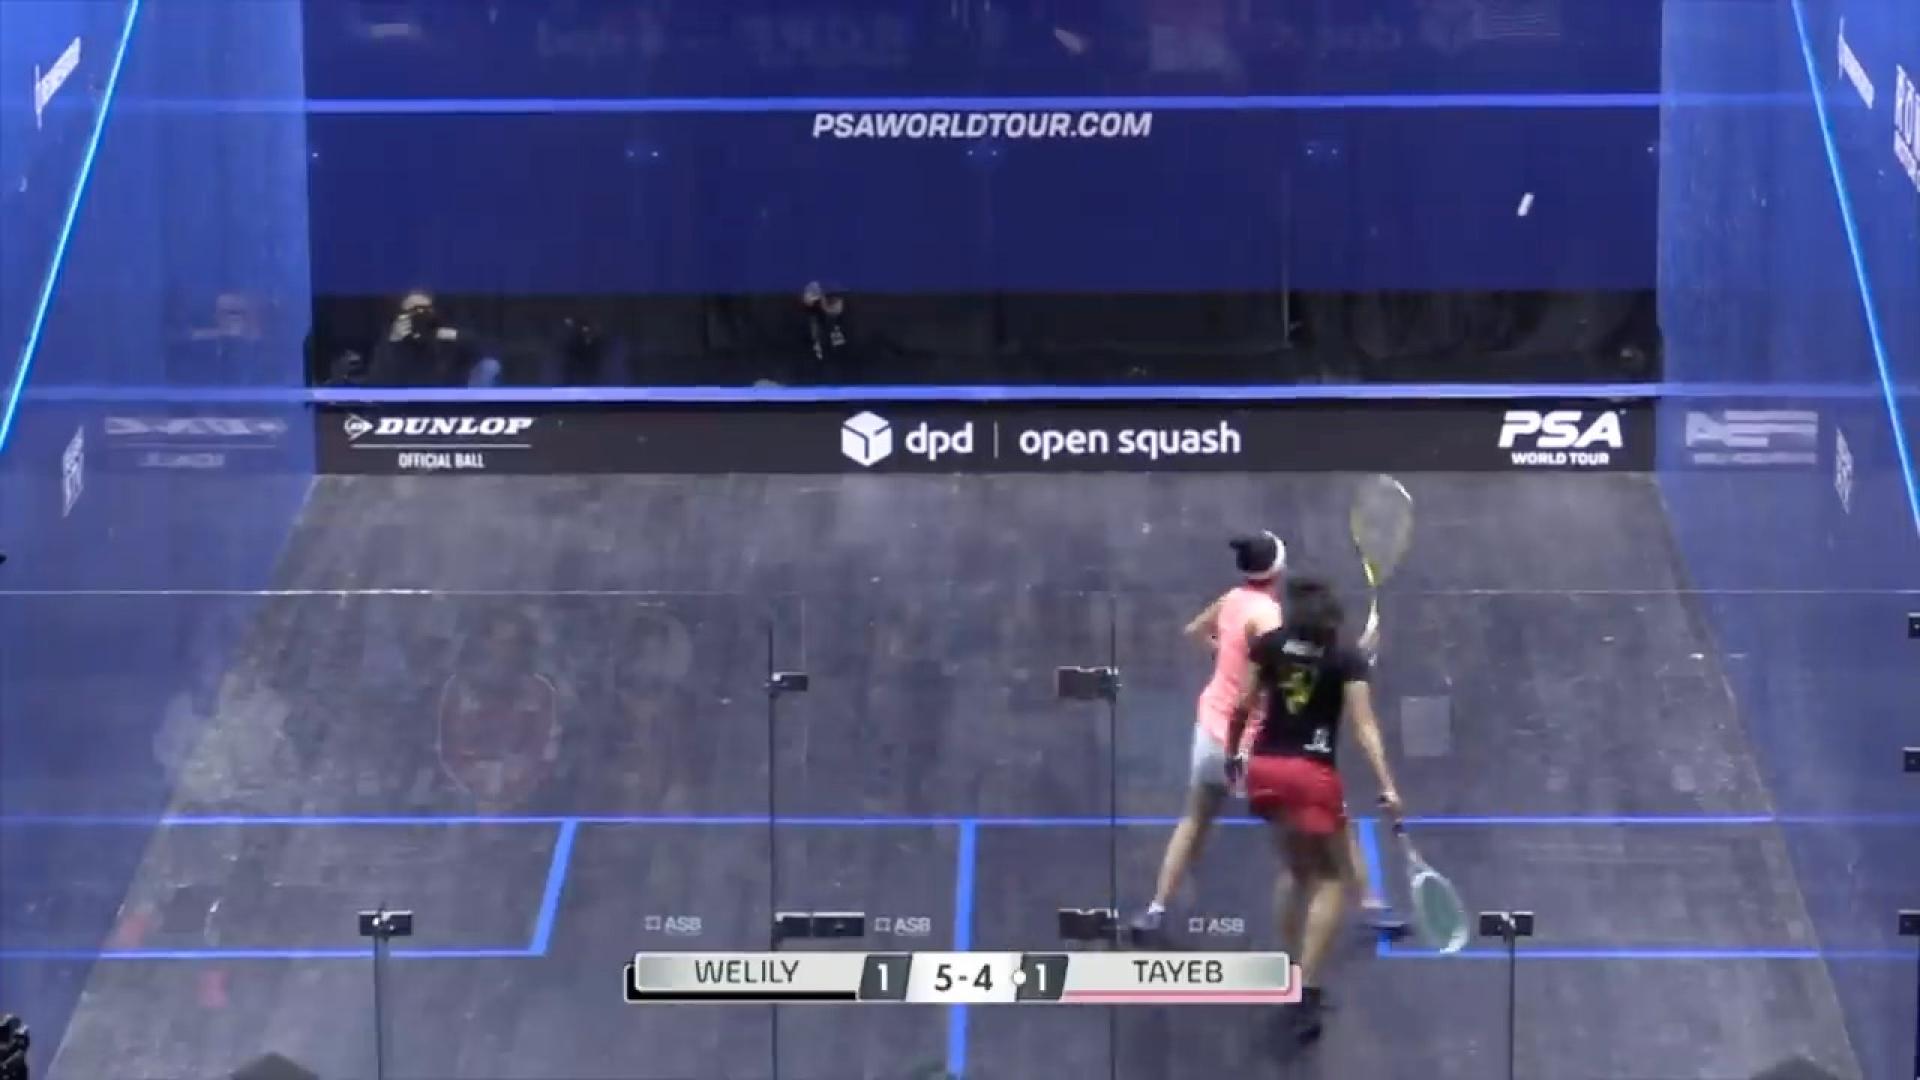 PSAWORLDTOUR.COM
DUNLOP
OFFICIAL BALL
dpd | open squash
PSA
WORLD TOUR
ASB
ASB
ASB
WELILY 1 5-4 1 TAYEB